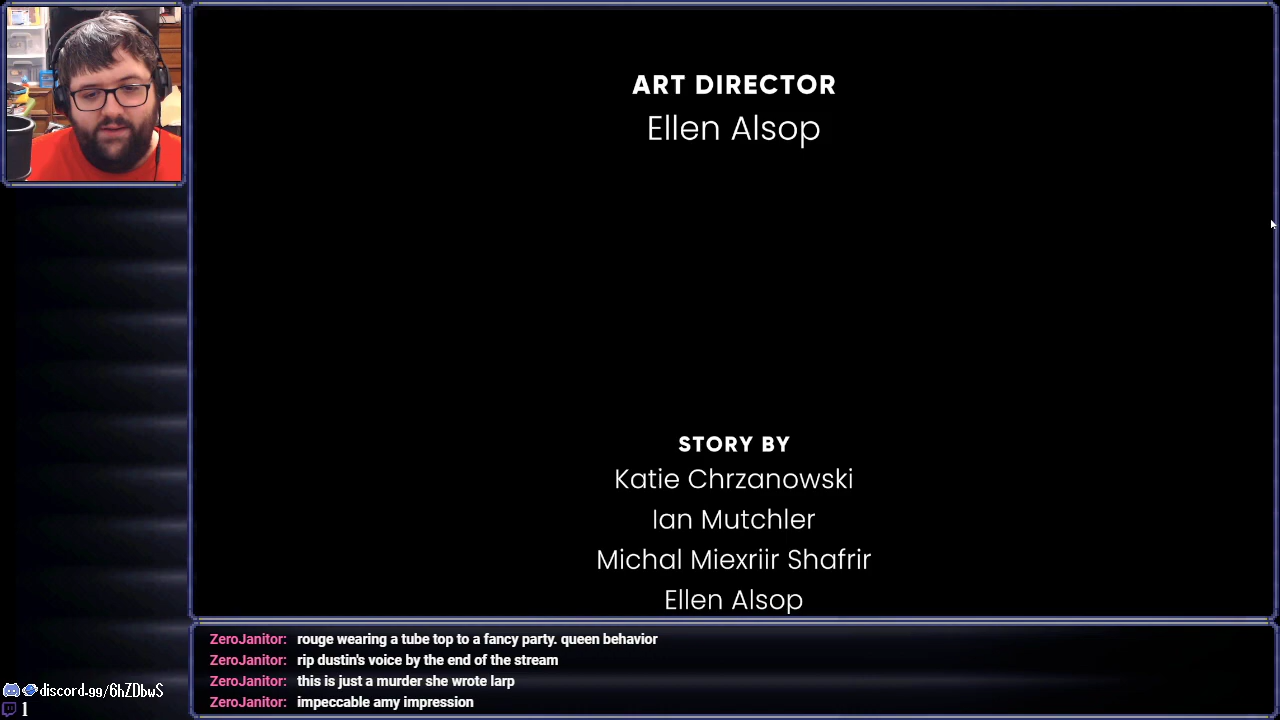 ART DIRECTOR
Ellen Alsop
STORY BY
Katie Chrzanowski
Ian Mutchler
Michal Miexriir Shafrir
Ellen Alsop
ZeroJanitor: rouge wearing a tube top to a fancy party. queen behavior
ZeroJanitor: rip dustin's voice by the end of the stream
ZeroJanitor: this is just a murder she wrote larp
ZeroJanitor: impeccable amy impression
discord.gg/6hZDbwS
1